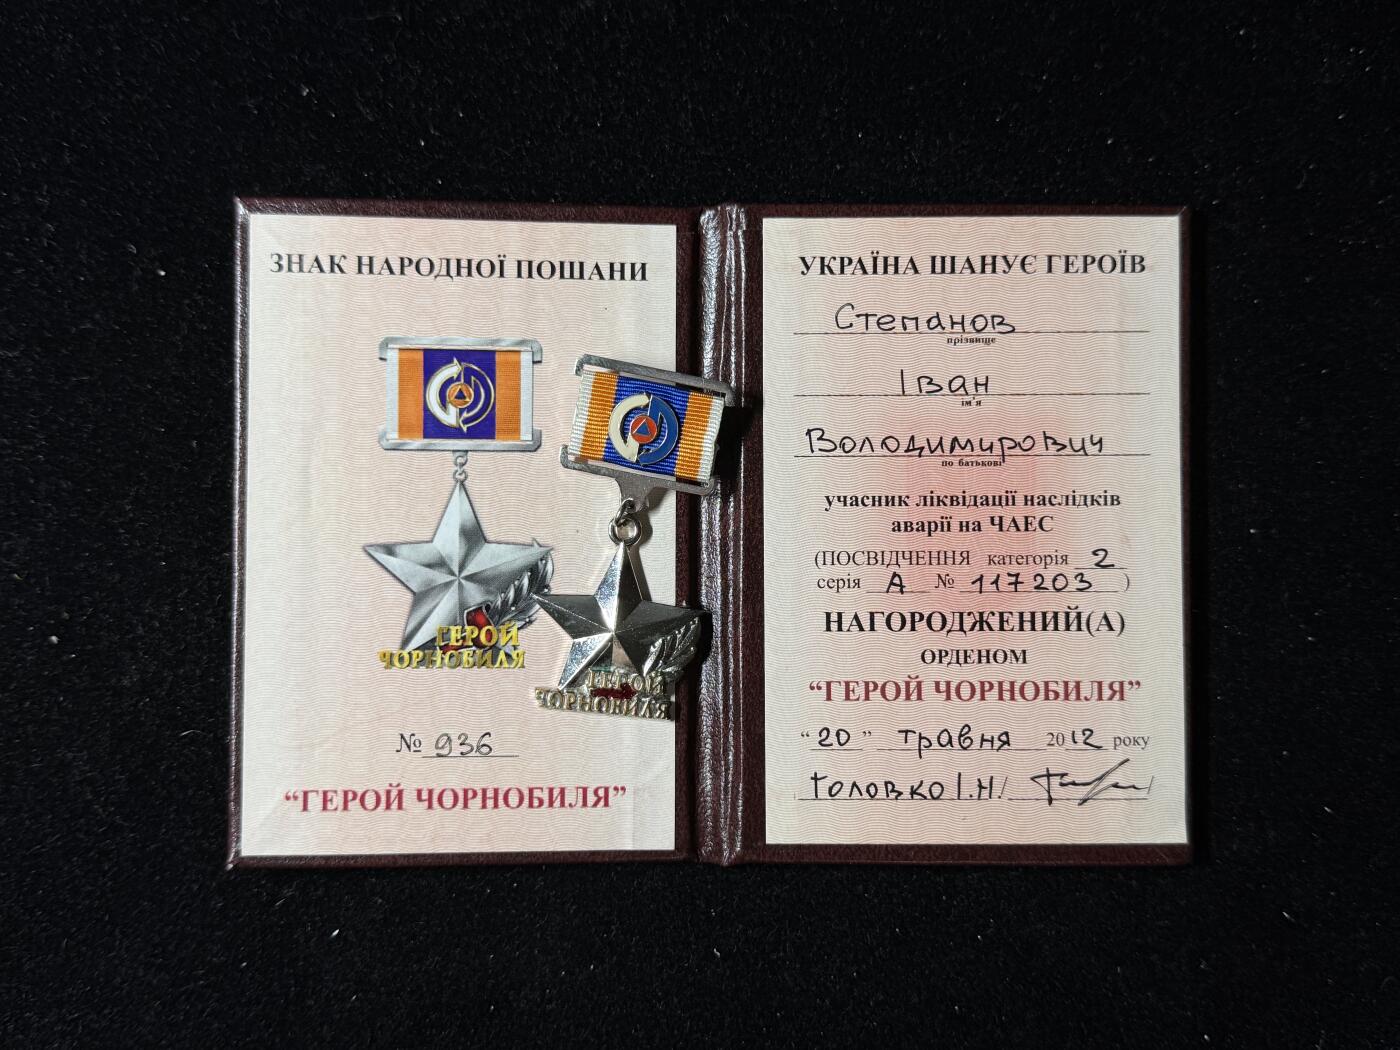 ЗНАК НАРОДНОЇ ПОШАНИ
ГЕРОЙ
ЧОРНОБИЛЯ
ГЕРОЙ
ЧОРНОБИЛЯ
№ 936
“ГЕРОЙ ЧОРНОБИЛЯ”
УКРАЇНА ШАНУЄ ГЕРОЇВ
Степанов
прізвище
Іван
ім'я
Володимирович
по батькові
учасник ліквідації наслідків
аварії на ЧАЕС
(ПОСВІДЧЕННЯ категорія 2
серія А № 117203 )
НАГОРОДЖЕНИЙ(А)
ОРДЕНОМ
“ГЕРОЙ ЧОРНОБИЛЯ”
“ 20 ” травня 2012 року
Головко І.Н. / /